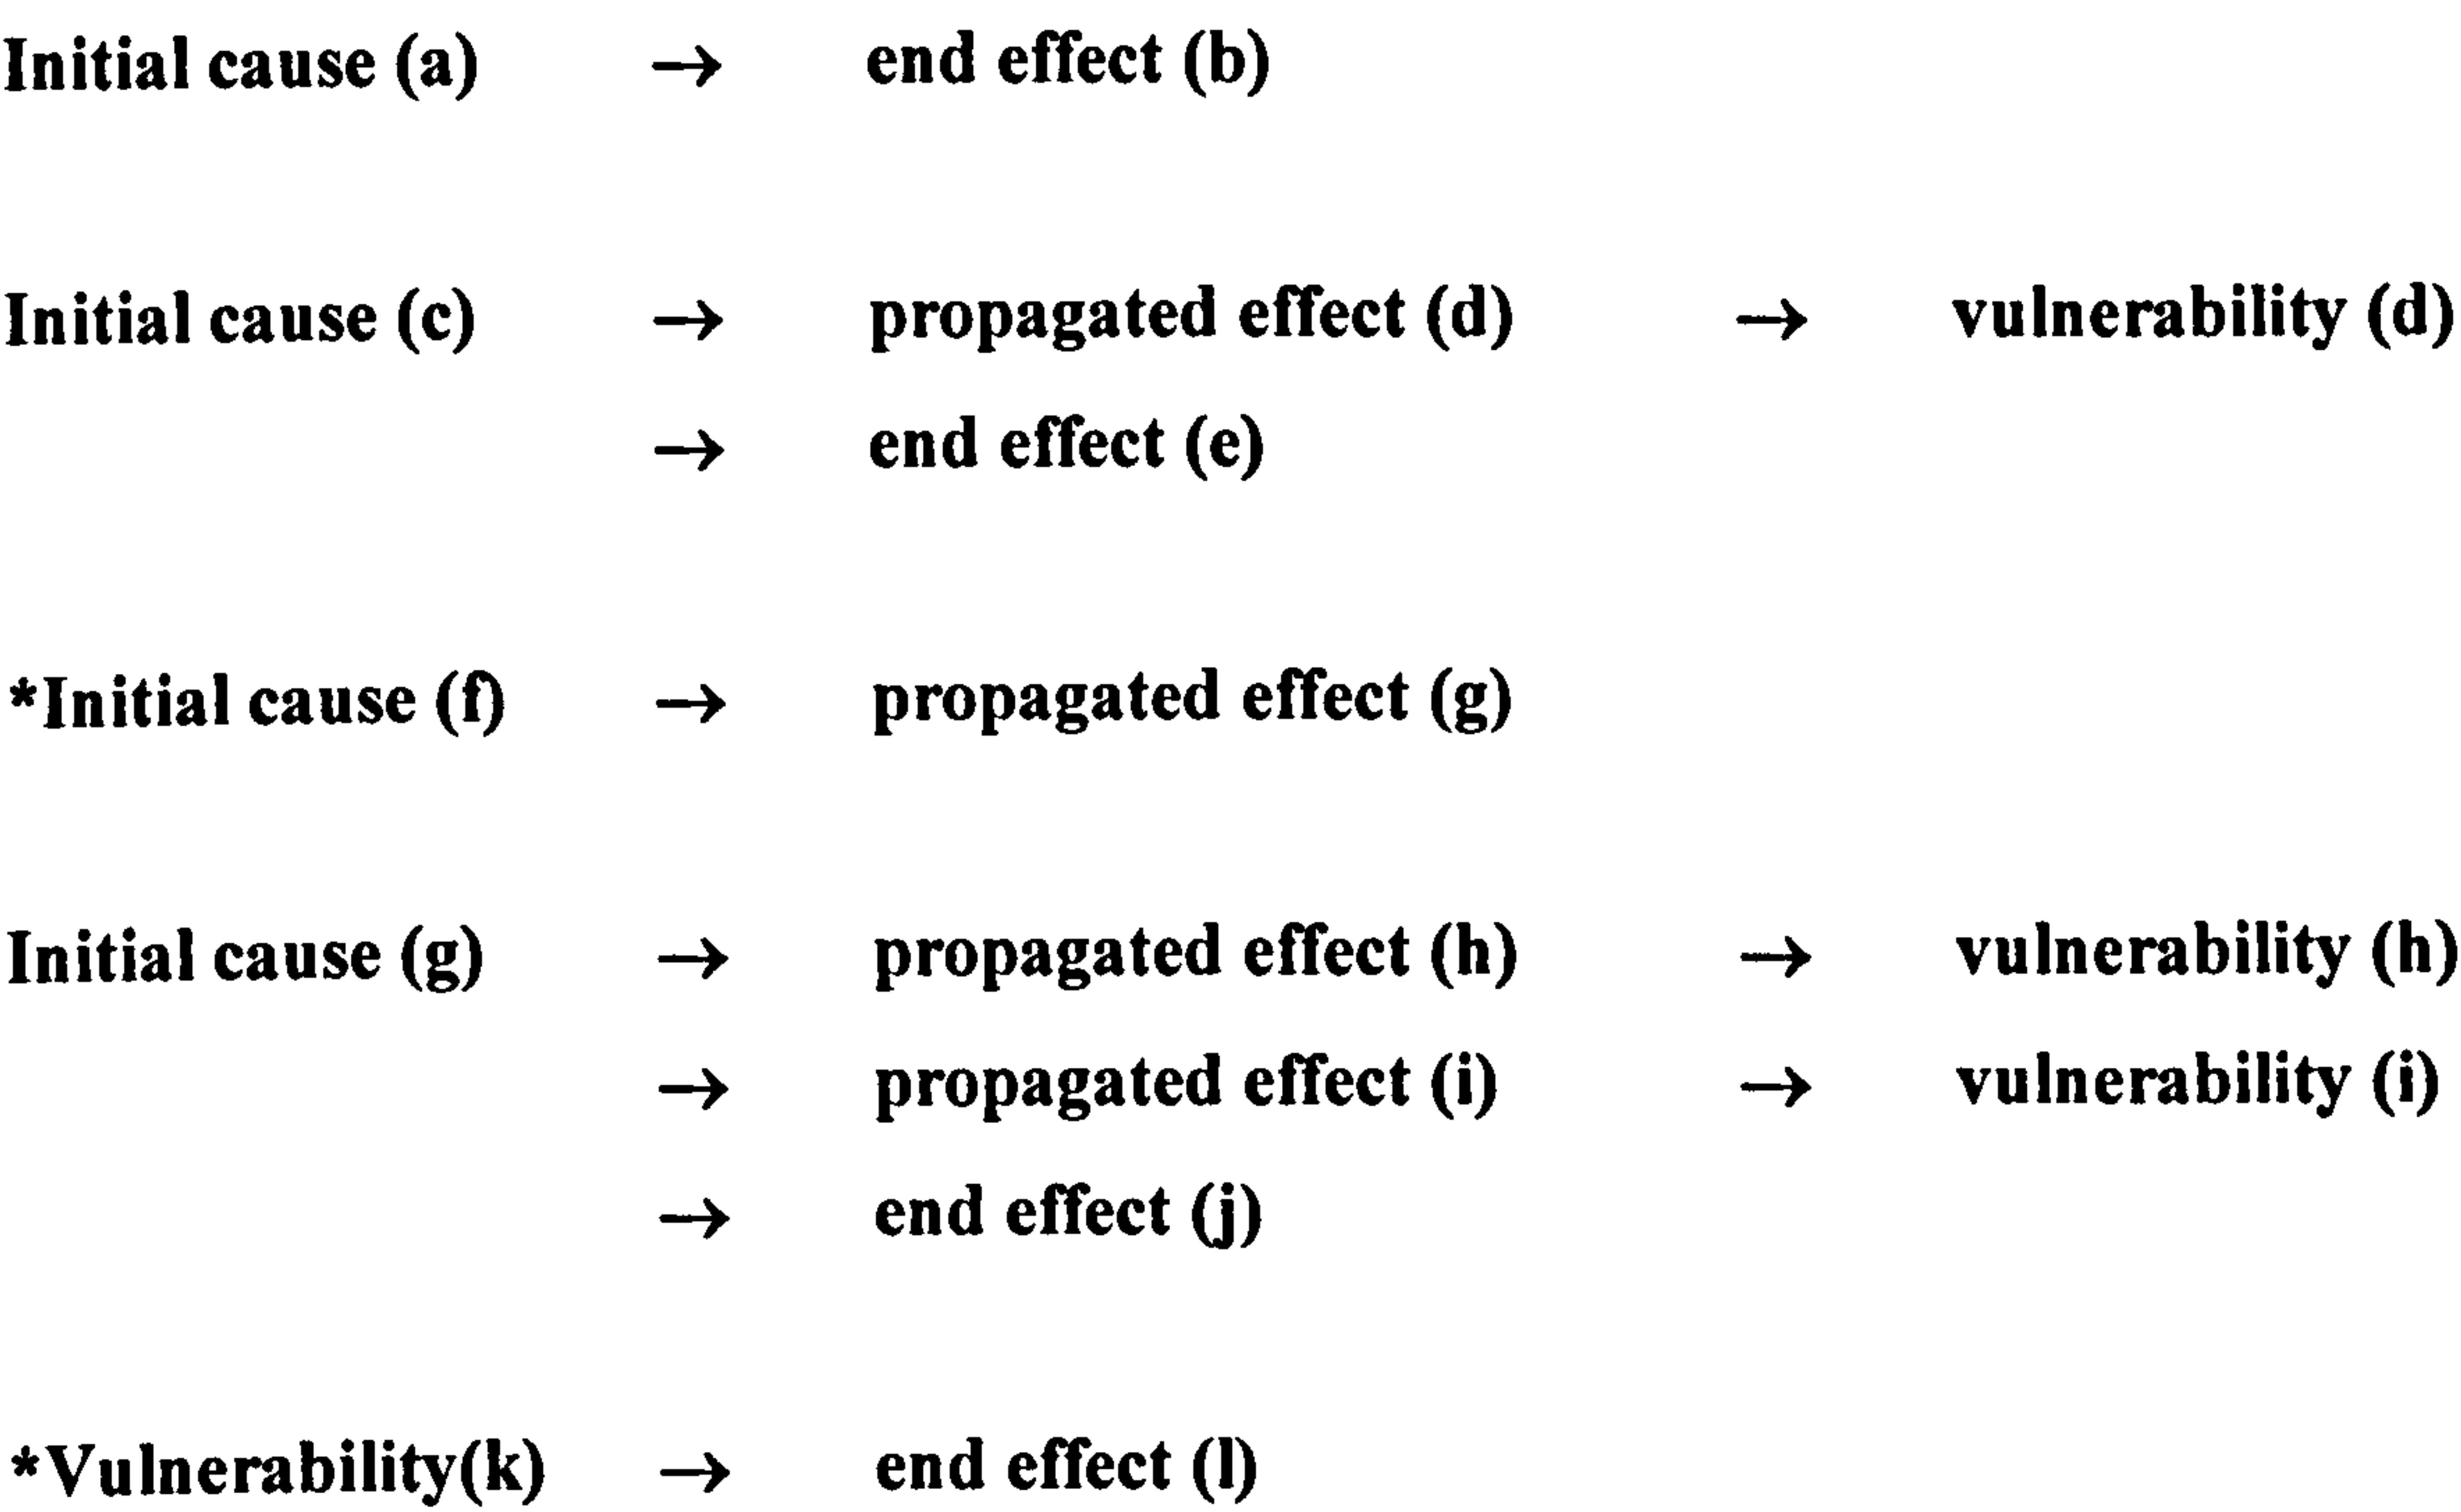 Initial cause (a) → end effect (b)
Initial cause (c) → propagated effect (d) → vulnerability (d)
→ end effect (e)
*Initial cause (f) → propagated effect (g)
Initial cause (g) → propagated effect (h) → vulnerability (h)
→ propagated effect (i) → vulnerability (i)
→ end effect (j)
*Vulnerability(k) → end effect (l)